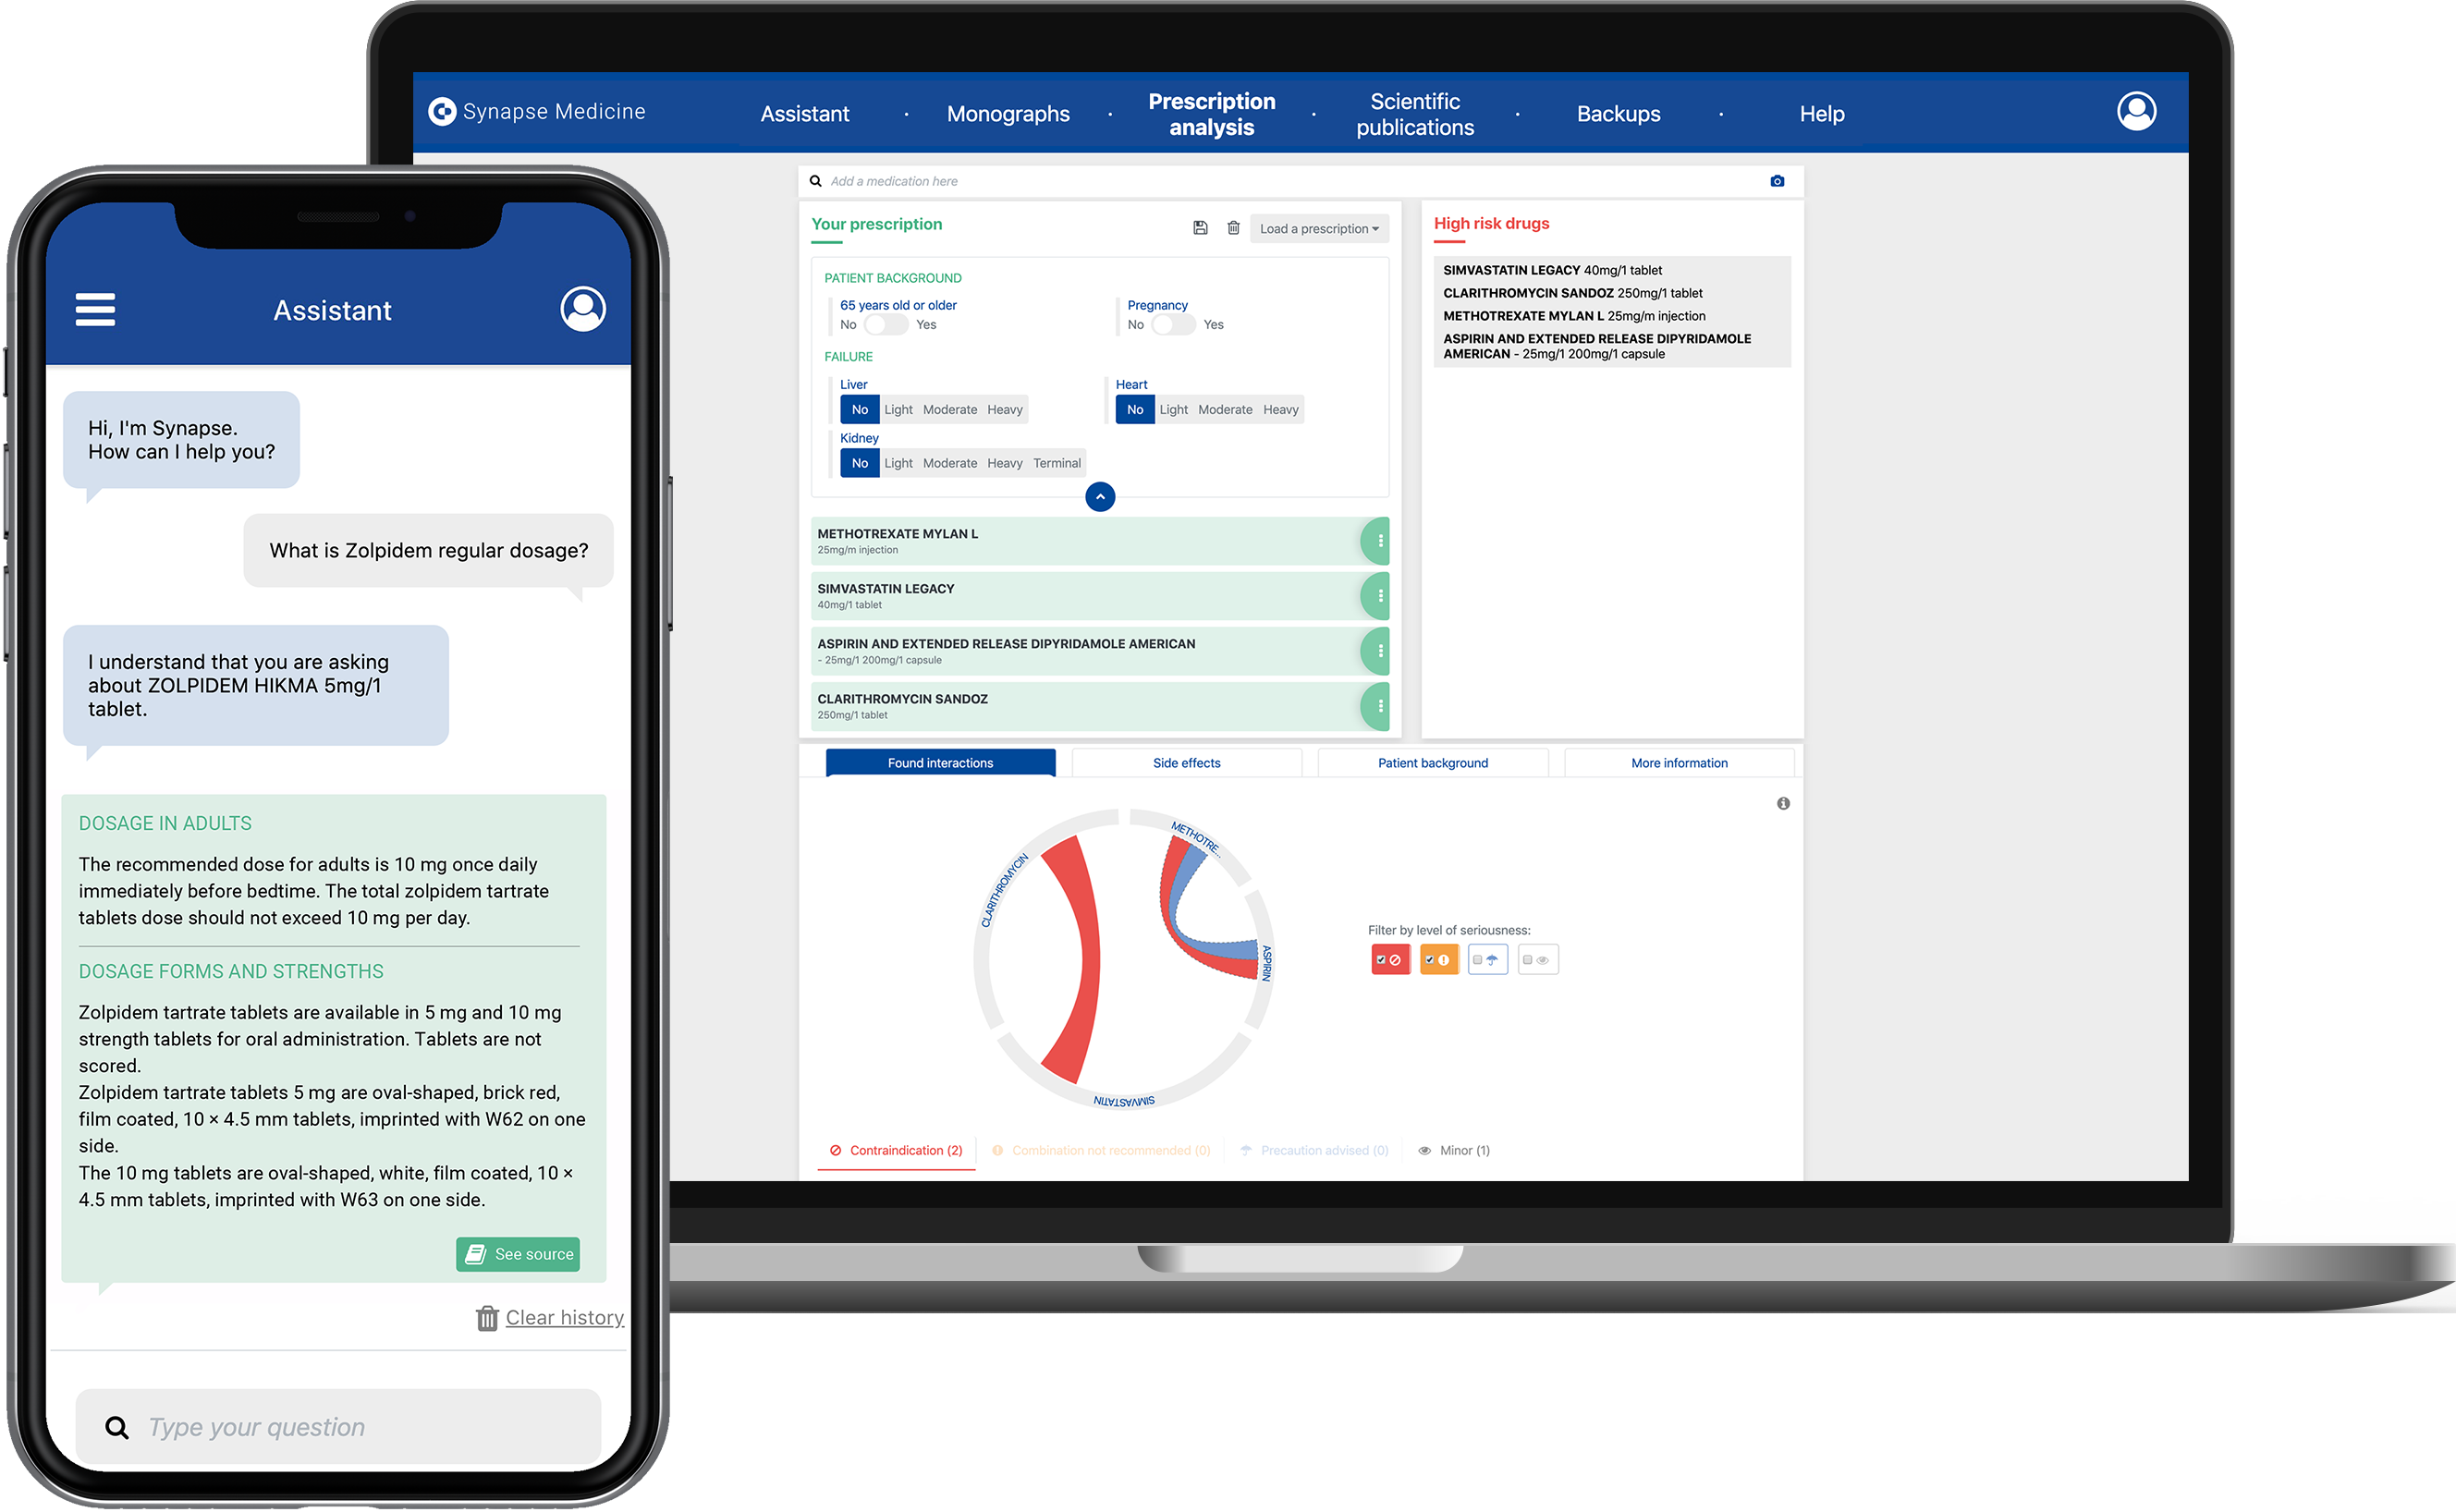 Synapse Medicine
Assistant
Monographs
Prescription
analysis
Scientific
publications
Backups
Help
Add a medication here
Your prescription
Load a prescription
PATIENT BACKGROUND
65 years old or older
No Yes
Pregnancy
No Yes
FAILURE
Liver
No Light Moderate Heavy
Heart
No Light Moderate Heavy
Kidney
No Light Moderate Heavy Terminal
METHOTREXATE MYLAN L
25mg/m injection
SIMVASTATIN LEGACY
40mg/1 tablet
ASPIRIN AND EXTENDED RELEASE DIPYRIDAMOLE AMERICAN
- 25mg/1 200mg/1 capsule
CLARITHROMYCIN SANDOZ
250mg/1 tablet
High risk drugs
SIMVASTATIN LEGACY 40mg/1 tablet
CLARITHROMYCIN SANDOZ 250mg/1 tablet
METHOTREXATE MYLAN L 25mg/m injection
ASPIRIN AND EXTENDED RELEASE DIPYRIDAMOLE
AMERICAN - 25mg/1 200mg/1 capsule
Found interactions
Side effects
Patient background
More information
METHOTRE...
CLARITHROMYCIN
ASPIRIN
SIMVASTATIN
Filter by level of seriousness:
Contraindication (2)
Combination not recommended (0)
Precaution advised (0)
Minor (1)
Assistant
Hi, I'm Synapse.
How can I help you?
What is Zolpidem regular dosage?
I understand that you are asking
about ZOLPIDEM HIKMA 5mg/1
tablet.
DOSAGE IN ADULTS
The recommended dose for adults is 10 mg once daily
immediately before bedtime. The total zolpidem tartrate
tablets dose should not exceed 10 mg per day.
DOSAGE FORMS AND STRENGTHS
Zolpidem tartrate tablets are available in 5 mg and 10 mg
strength tablets for oral administration. Tablets are not
scored.
Zolpidem tartrate tablets 5 mg are oval-shaped, brick red,
film coated, 10 × 4.5 mm tablets, imprinted with W62 on one
side.
The 10 mg tablets are oval-shaped, white, film coated, 10 ×
4.5 mm tablets, imprinted with W63 on one side.
See source
Clear history
Type your question